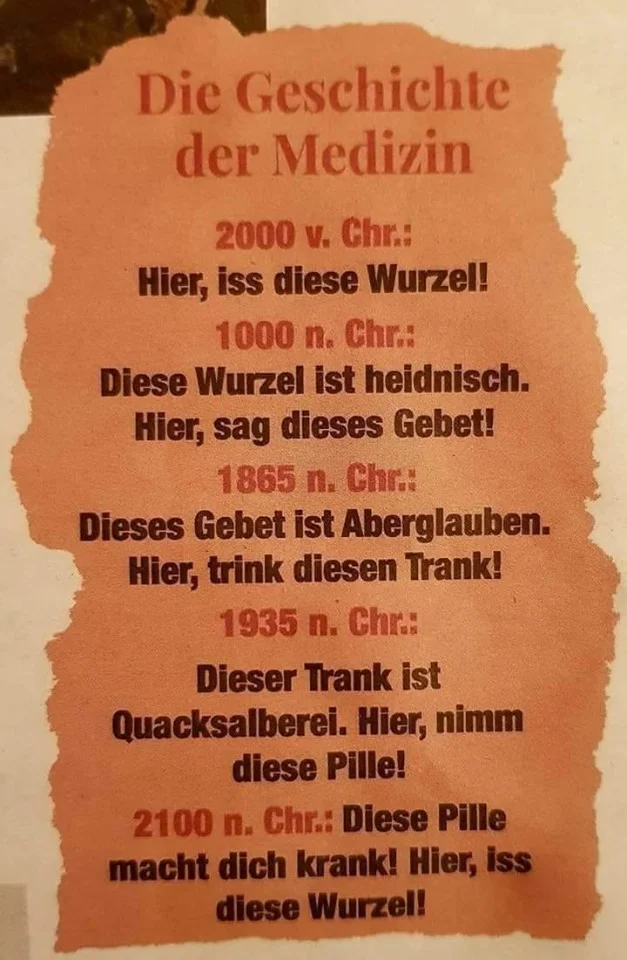 Die Geschichte
der Medizin
2000 v. Chr.:
Hier, iss diese Wurzel!
1000 n. Chr.:
Diese Wurzel ist heidnisch.
Hier, sag dieses Gebet!
1865 n. Chr.:
Dieses Gebet ist Aberglauben.
Hier, trink diesen Trank!
1935 n. Chr.:
Dieser Trank ist
Quacksalberei. Hier, nimm
diese Pille!
2100 n. Chr.: Diese Pille
macht dich krank! Hier, iss
diese Wurzel!